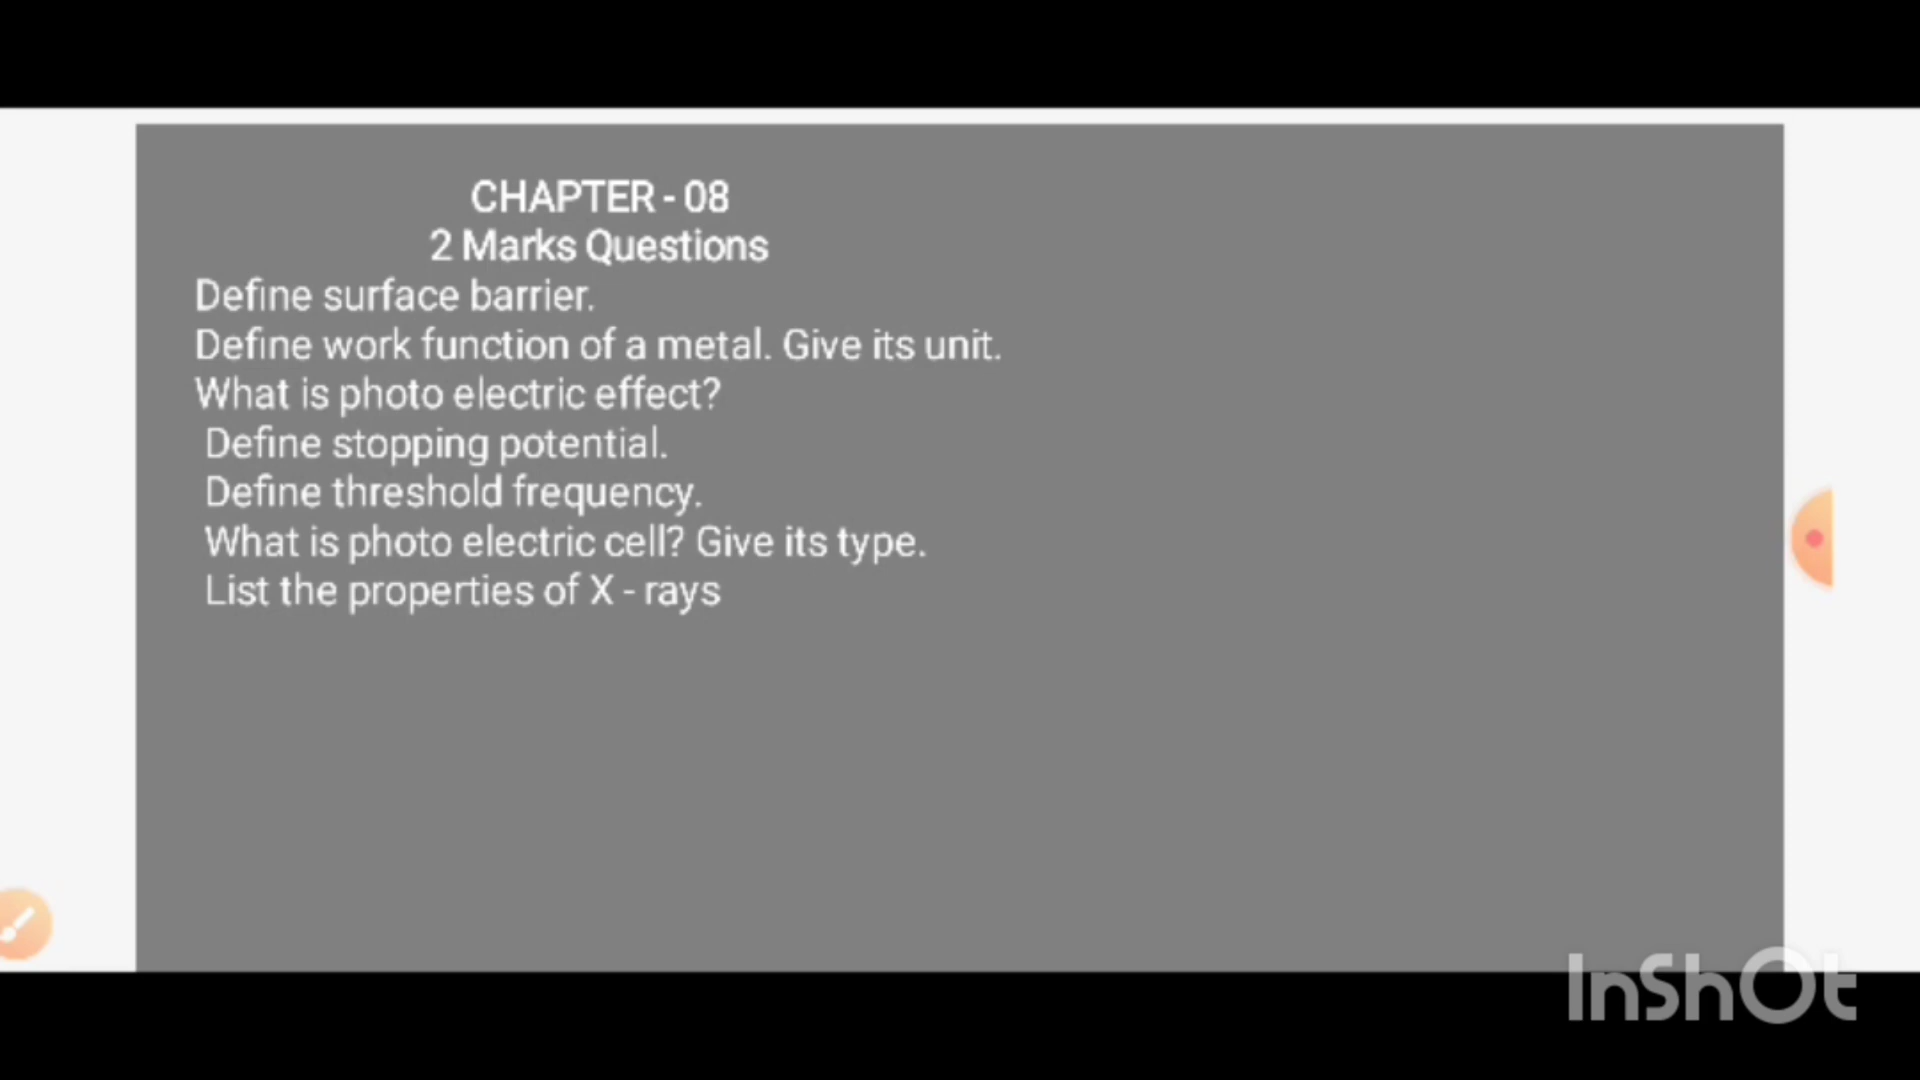 CHAPTER - 08
2 Marks Questions
Define surface barrier.
Define work function of a metal. Give its unit.
What is photo electric effect?
Define stopping potential.
Define threshold frequency.
What is photo electric cell? Give its type.
List the properties of X - rays
InShOt